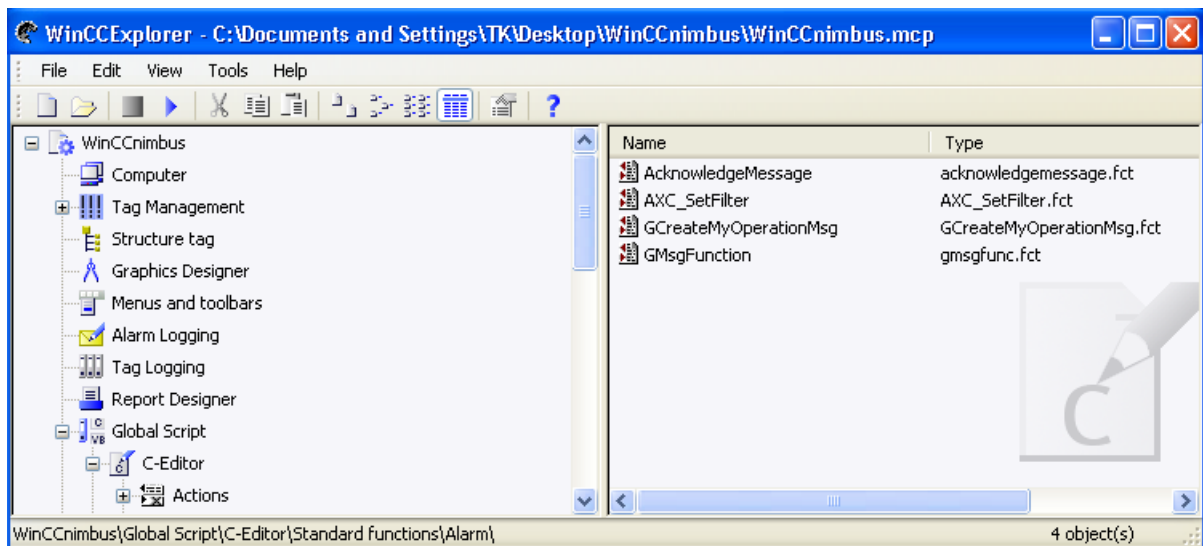 WinCCExplorer - C:\Documents and Settings\TK\Desktop\WinCCnimbus\WinCCnimbus.mcp
File Edit View Tools Help
WinCCnimbus
Computer
Tag Management
Structure tag
Graphics Designer
Menus and toolbars
Alarm Logging
Tag Logging
Report Designer
Global Script
C-Editor
Actions
Name Type
AcknowledgeMessage acknowledgemessage.fct
AXC_SetFilter AXC_SetFilter.fct
GCreateMyOperationMsg GCreateMyOperationMsg.fct
GMsgFunction gmsgfunc.fct
C
WinCCnimbus\Global Script\C-Editor\Standard functions\Alarm\ 4 object(s)